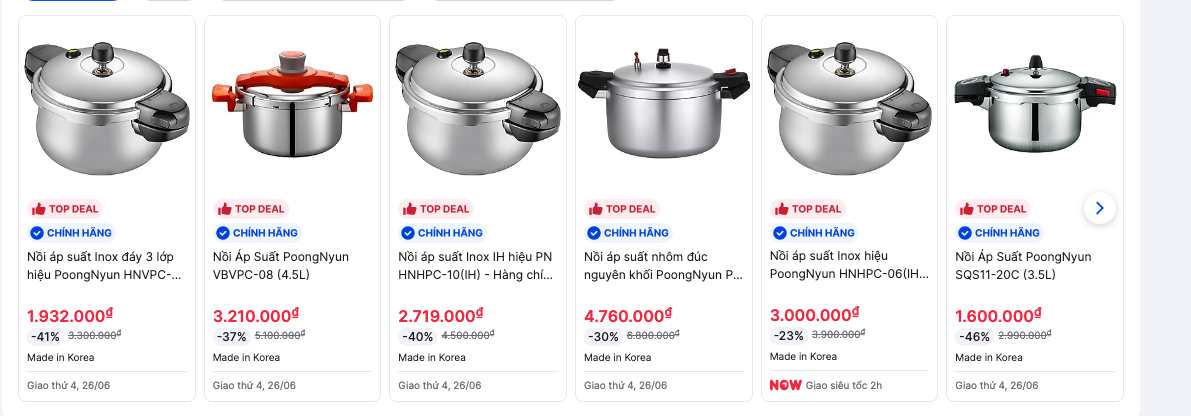 TOP DEAL
CHÍNH HÃNG
Nồi áp suất Inox đáy 3 lớp
hiệu PoongNyun HNVPC-...
1.932.000₫
-41% 3.300.000₫
Made in Korea
Giao thứ 4, 26/06
TOP DEAL
CHÍNH HÃNG
Nồi Áp Suất PoongNyun
VBVPC-08 (4.5L)
3.210.000₫
-37% 5.100.000₫
Made in Korea
Giao thứ 4, 26/06
TOP DEAL
CHÍNH HÃNG
Nồi áp suất Inox IH hiệu PN
HNHPC-10(IH) - Hàng chí...
2.719.000₫
-40% 4.500.000₫
Made in Korea
Giao thứ 4, 26/06
TOP DEAL
CHÍNH HÃNG
Nồi áp suất nhôm đúc
nguyên khối PoongNyun P...
4.760.000₫
-30% 6.800.000₫
Made in Korea
Giao thứ 4, 26/06
TOP DEAL
CHÍNH HÃNG
Nồi áp suất Inox hiệu
PoongNyun HNHPC-06(IH...
3.000.000₫
-23% 3.900.000₫
Made in Korea
NOW Giao siêu tốc 2h
TOP DEAL
CHÍNH HÃNG
Nồi Áp Suất PoongNyun
SQS11-20C (3.5L)
1.600.000₫
-46% 2.990.000₫
Made in Korea
Giao thứ 4, 26/06